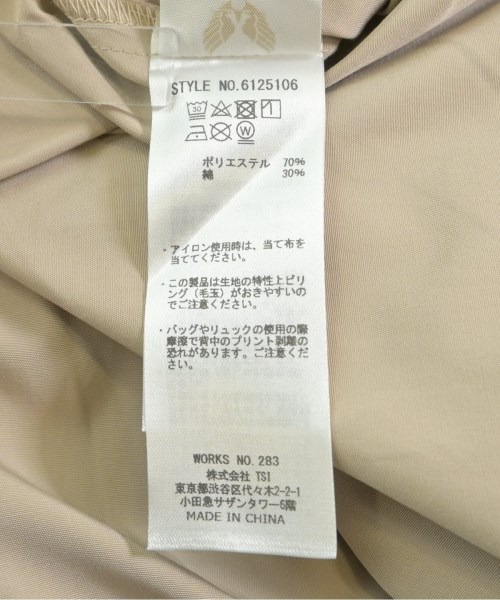 STYLE NO.6125106
30
W
ポリエステル 70%
綿 30%
・アイロン使用時は、当て布を
当ててください。
・この製品は生地の特性上ピリ
ング(毛玉)がおきやすいの
でご注意ください。
・バッグやリュックの使用の際
摩擦で背中のプリント剥離の
恐れがあります。ご注意くださ
い。
WORKS NO.283
株式会社 TSI
東京都渋谷区代々木2-2-1
小田急サザンタワー5階
MADE IN CHINA